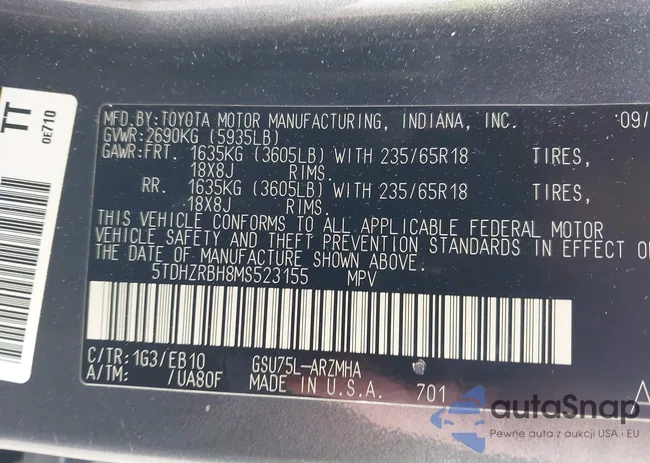 TT
0E710
MFD.BY:TOYOTA MOTOR MANUFACTURING, INDIANA, INC. 09/
GVWR:2690KG (5935LB)
GAWR:FRT. 1635KG (3605LB) WITH 235/65R18 TIRES,
18X8J RIMS.
RR. 1635KG (3605LB) WITH 235/65R18 TIRES,
18X8J RIMS.
THIS VEHICLE CONFORMS TO ALL APPLICABLE FEDERAL MOTOR
VEHICLE SAFETY AND THEFT PREVENTION STANDARDS IN EFFECT
THE DATE OF MANUFACTURE SHOWN ABOVE.
5TDHZRBH8MS523155 MPV
C/TR:1G3/EB10 GSU75L-ARZMHA
A/TM: /UA80F MADE IN U.S.A. 701
autoSnap
Pewne auta z aukcji USA i EU